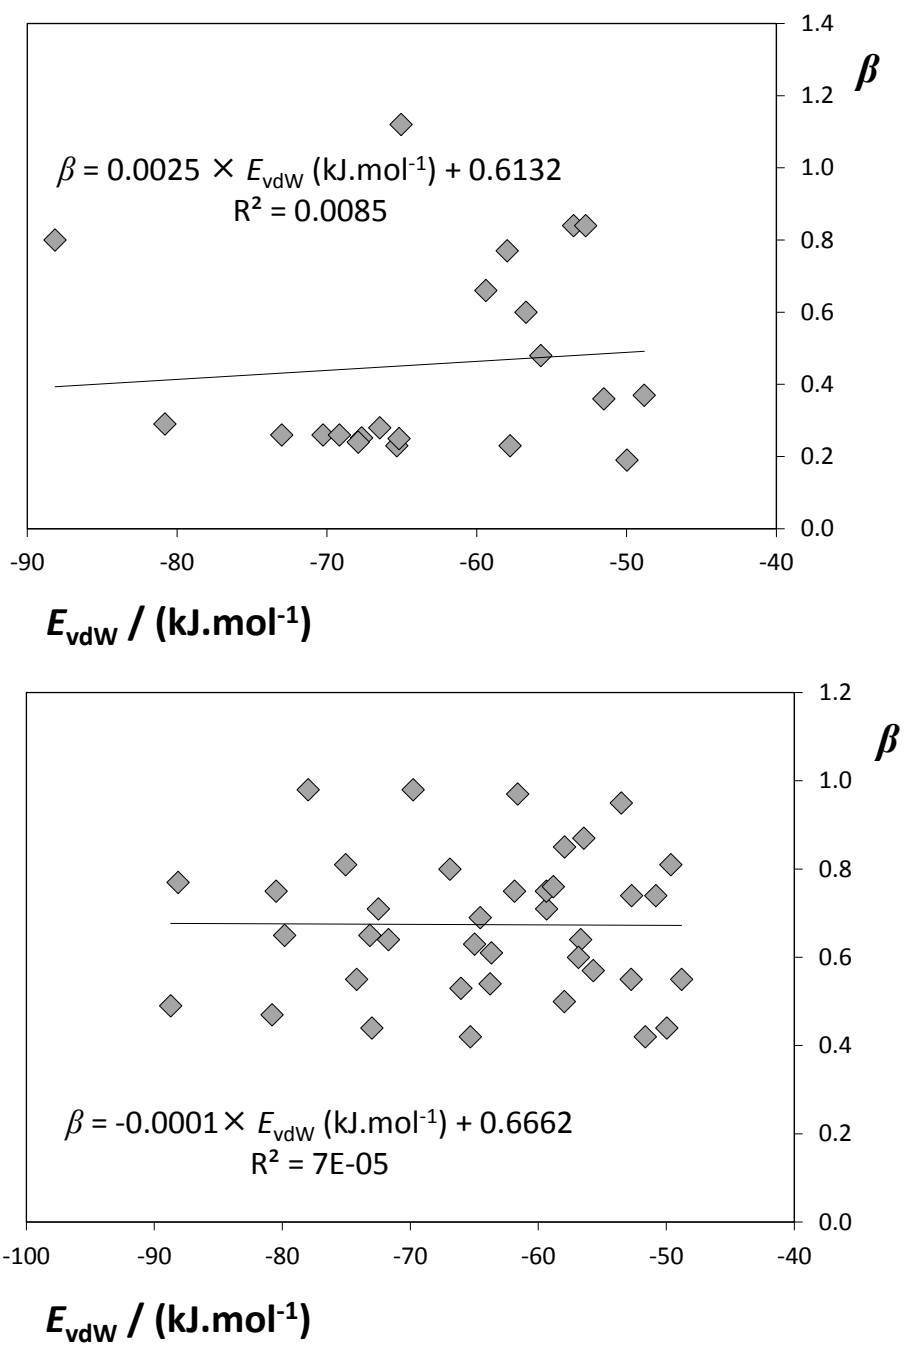 1.4
β
1.2
1.0
0.8
0.6
0.4
0.2
0.0
β = 0.0025 × EvdW (kJ.mol-1) + 0.6132
R² = 0.0085
-90 -80 -70 -60 -50 -40
EvdW / (kJ.mol-1)
1.2
β
1.0
0.8
0.6
0.4
0.2
0.0
β = -0.0001× EvdW (kJ.mol-1) + 0.6662
R² = 7E-05
-100 -90 -80 -70 -60 -50 -40
EvdW / (kJ.mol-1)